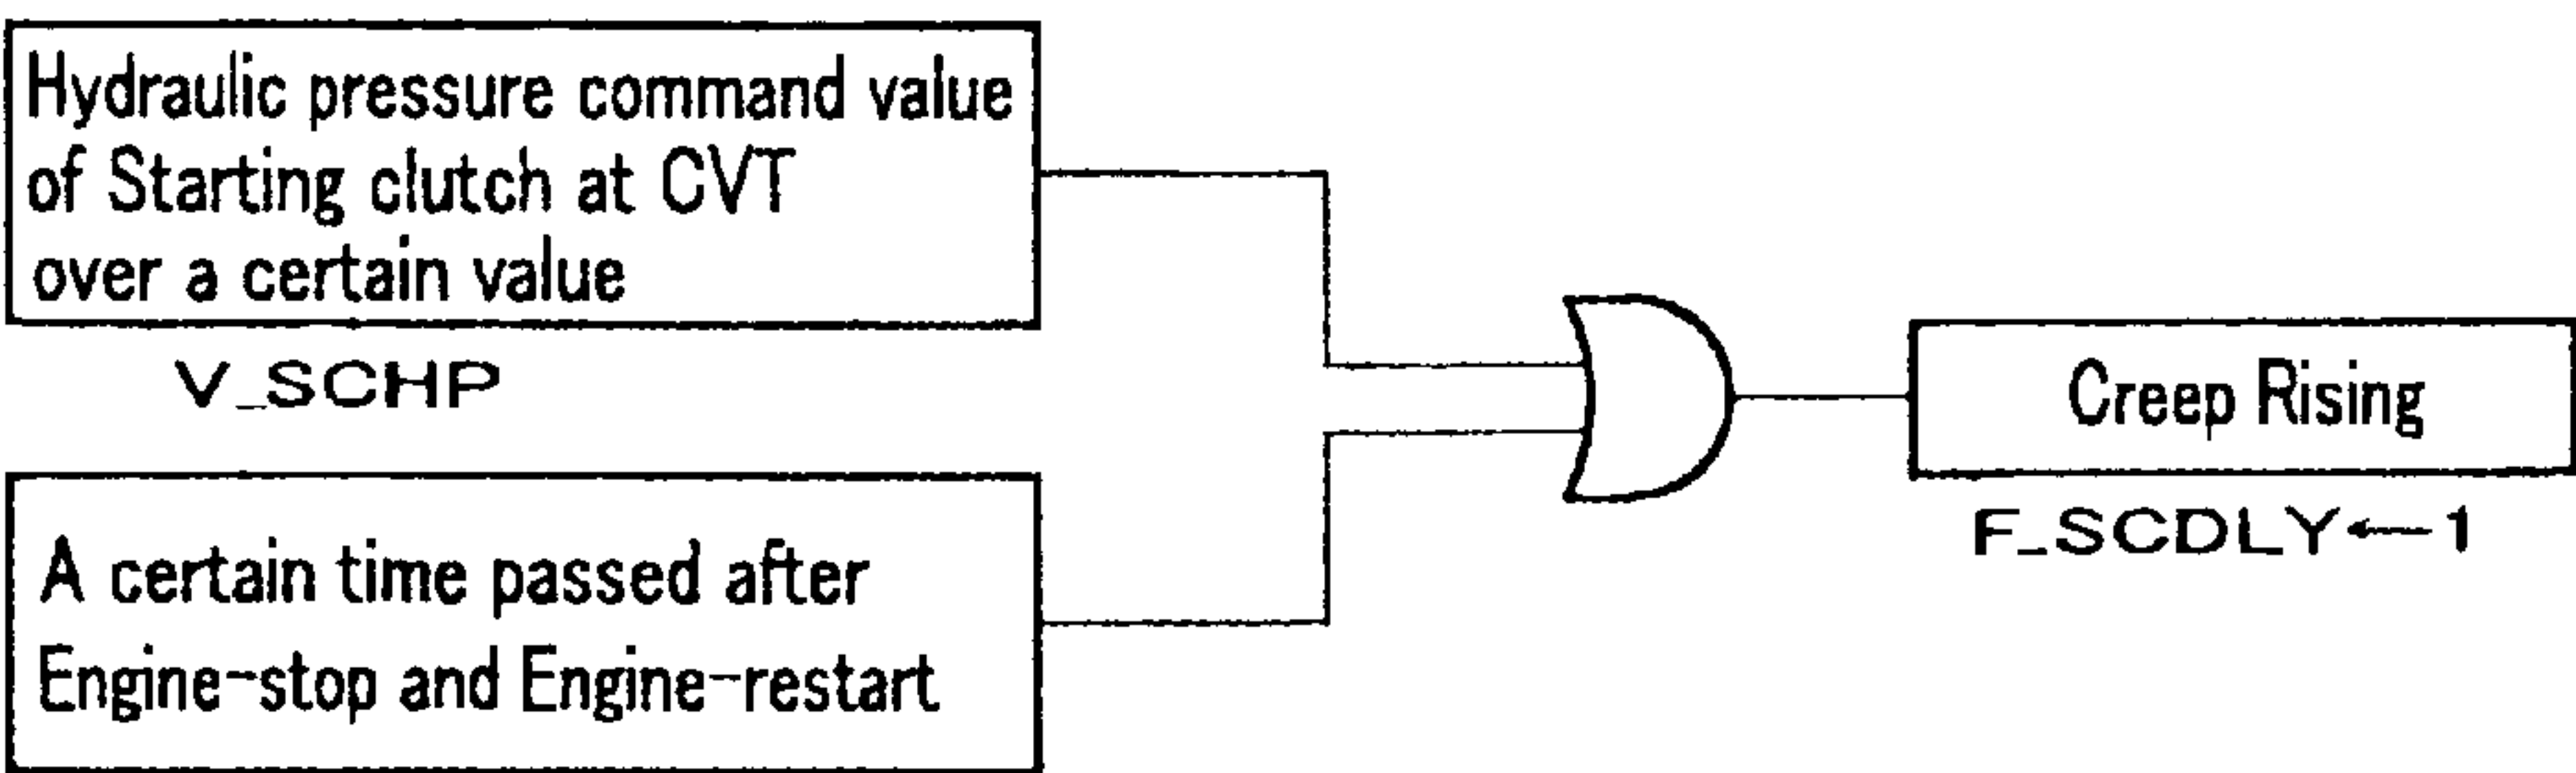 Hydraulic pressure command value
of Starting clutch at CVT
over a certain value
V_SCHP
A certain time passed after
Engine-stop and Engine-restart
Creep Rising
F_SCDLY←1